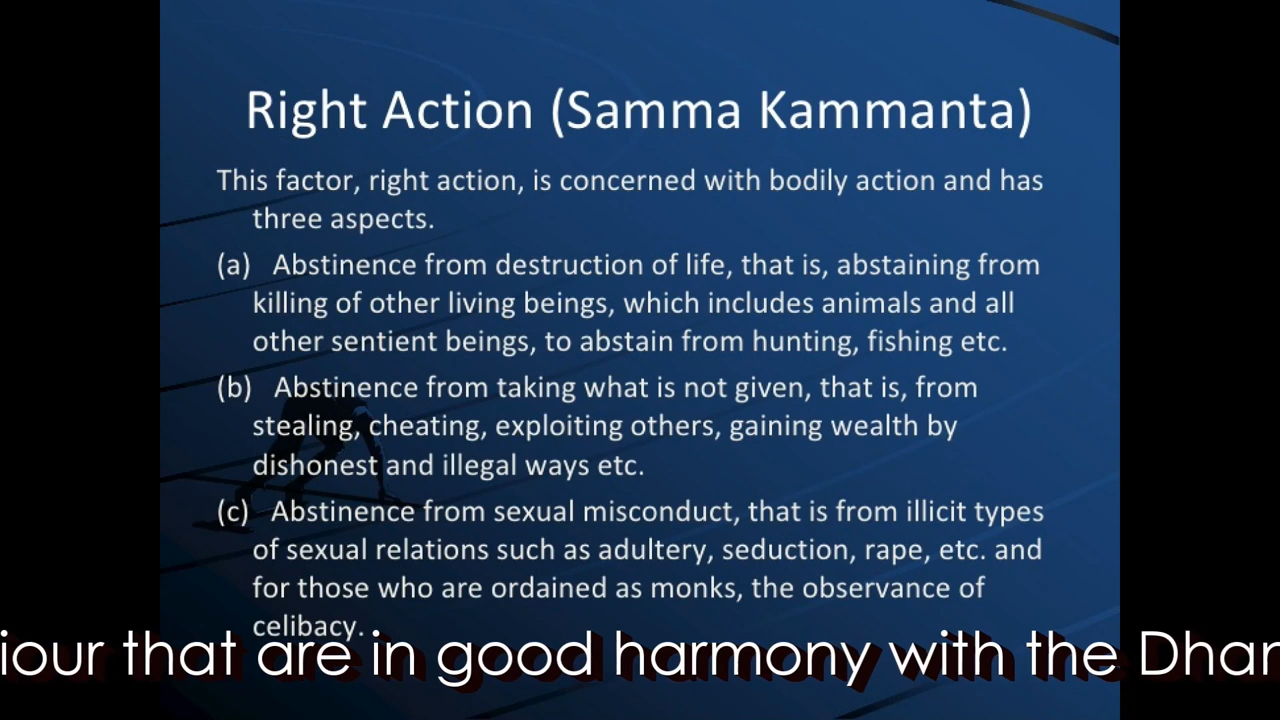 Right Action (Samma Kammanta)
This factor, right action, is concerned with bodily action and has
three aspects.
(a) Abstinence from destruction of life, that is, abstaining from
killing of other living beings, which includes animals and all
other sentient beings, to abstain from hunting, fishing etc.
(b) Abstinence from taking what is not given, that is, from
stealing, cheating, exploiting others, gaining wealth by
dishonest and illegal ways etc.
(c) Abstinence from sexual misconduct, that is from illicit types
of sexual relations such as adultery, seduction, rape, etc. and
for those who are ordained as monks, the observance of
celibacy.
that are in good harmony with the